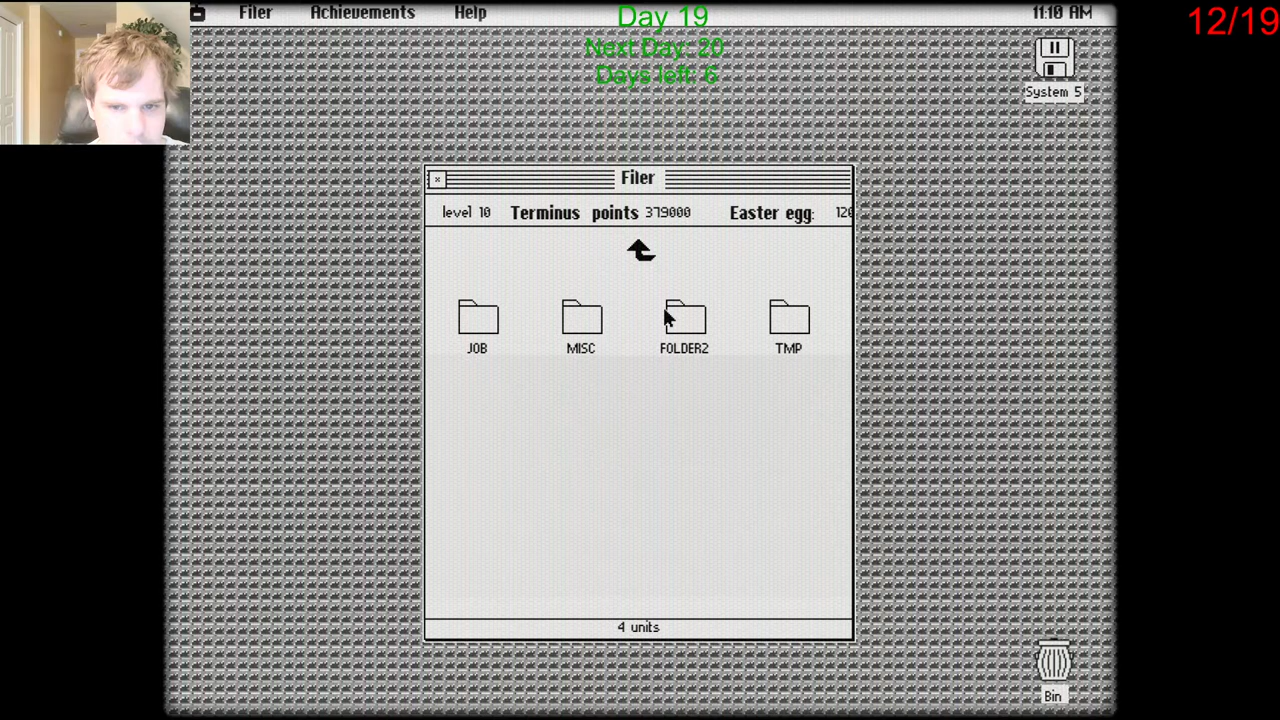 Filer Achievements Help 11:10 AM
Day 19
Next Day: 20
Days left: 6
12/19
System 5
Filer
level 10 Terminus points 379000 Easter egg: 120
JOB MISC FOLDER2 TMP
4 units
Bin